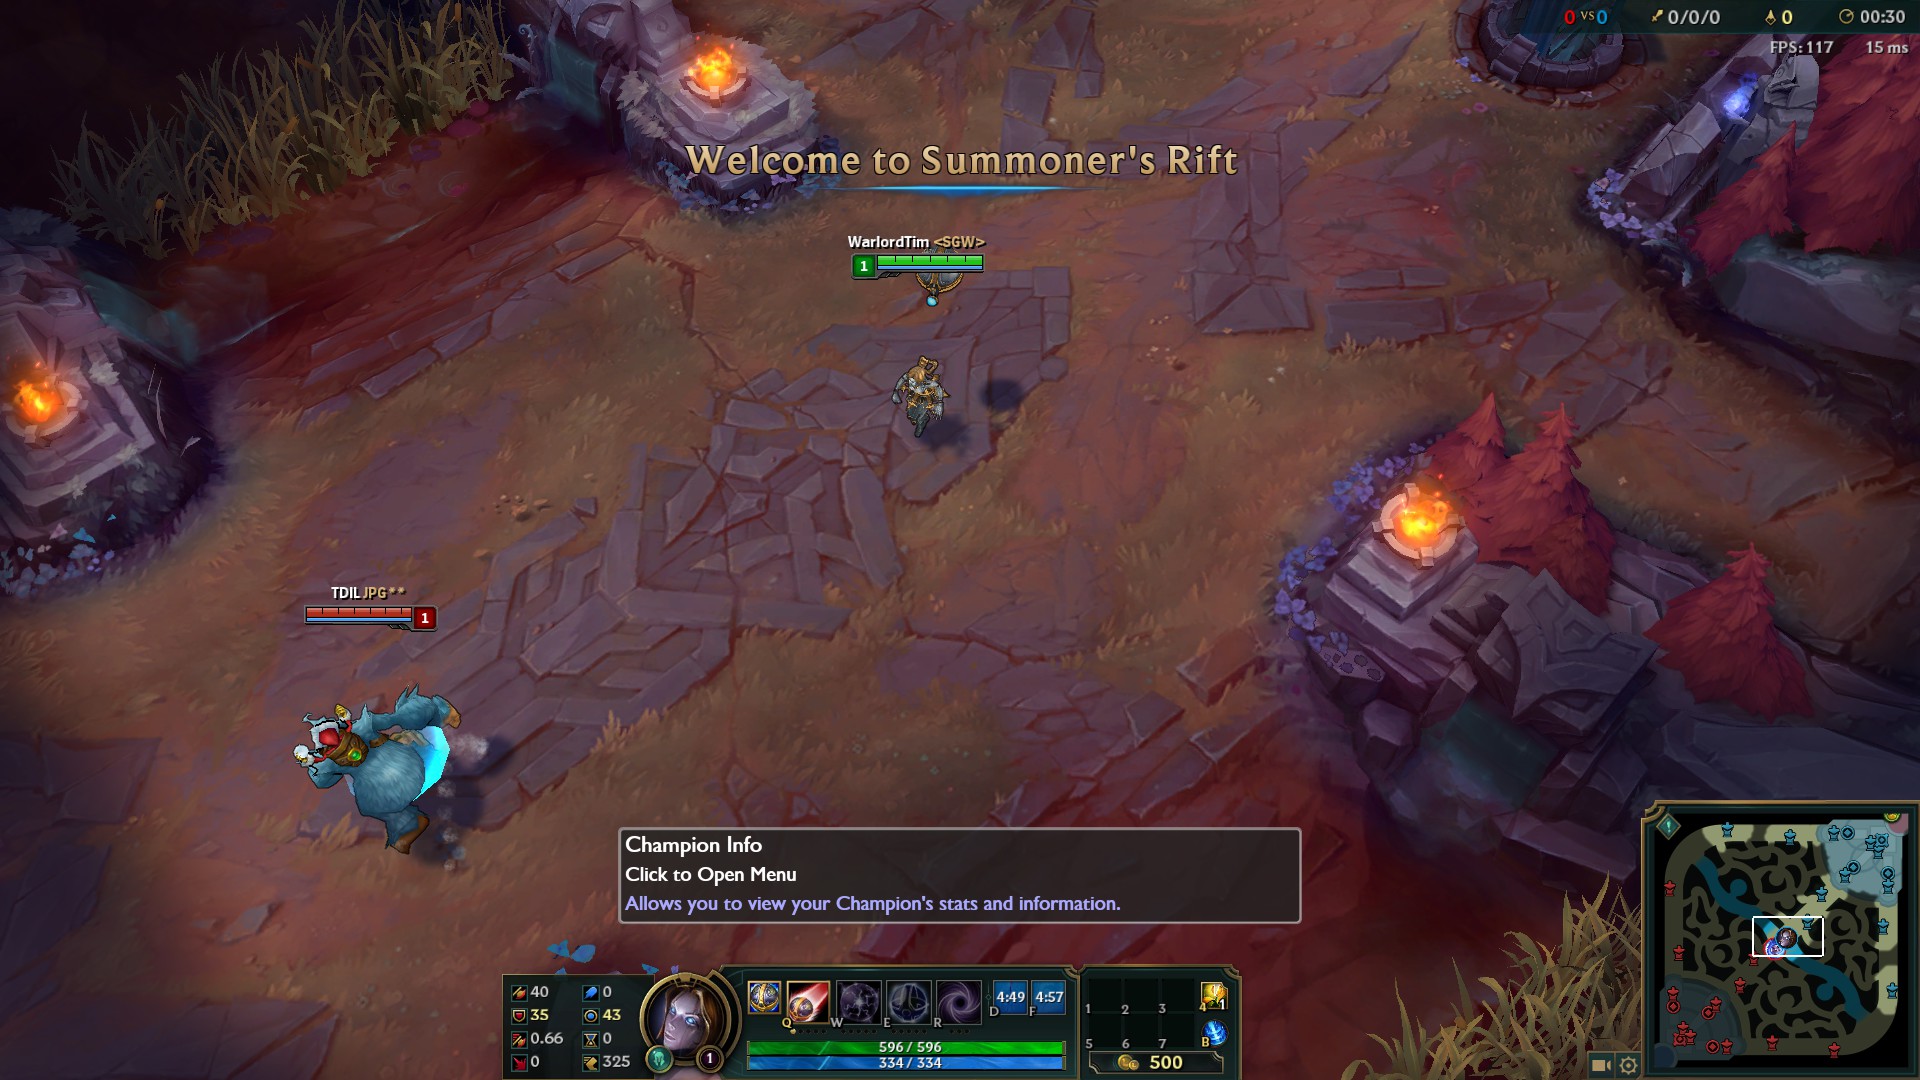 0 VS 0 0/0/0 0 00:30
FPS: 117 15 ms
Welcome to Summoner's Rift
WarlordTim <SGW>
1
TDIL JPG**
1
Champion Info
Click to Open Menu
Allows you to view your Champion's stats and information.
40 0
35 43
0.66 0
0 325
1
Q W E R
4:49 D 4:57 F
1 2 3 4 1
5 6 7 B
596 / 596
334 / 334
500